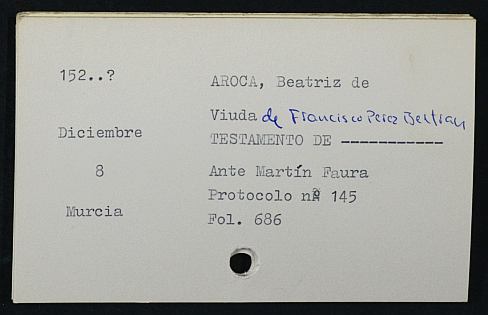 152..?
AROCA, Beatriz de
Viuda de Francisco Perez Beltran
Diciembre
TESTAMENTO DE -----------
8
Ante Martín Faura
Protocolo nº 145
Murcia
Fol. 686